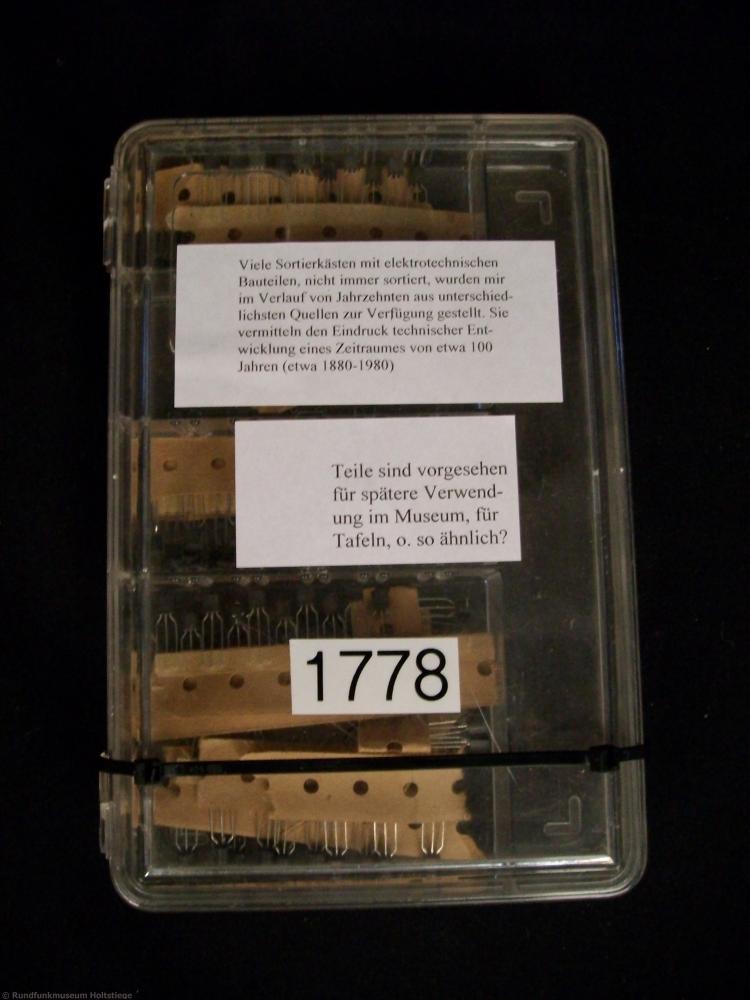 Viele Sortierkästen mit elektrotechnischen
Bauteilen, nicht immer sortiert, wurden mir
im Verlauf von Jahrzehnten aus unterschied-
lichsten Quellen zur Verfügung gestellt. Sie
vermitteln den Eindruck technischer Ent-
wicklung eines Zeitraumes von etwa 100
Jahren (etwa 1880-1980)
Teile sind vorgesehen
für spätere Verwend-
ung im Museum, für
Tafeln, o. so ähnlich?
1778
© Rundfunkmuseum Holtstiege